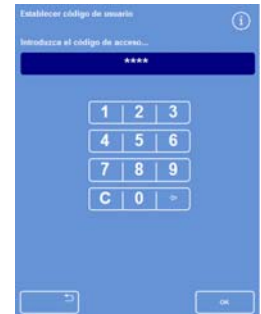 Establecer código de usuario
i
Introduzca el código de acceso...
****
1 2 3
4 5 6
7 8 9
C 0
OK